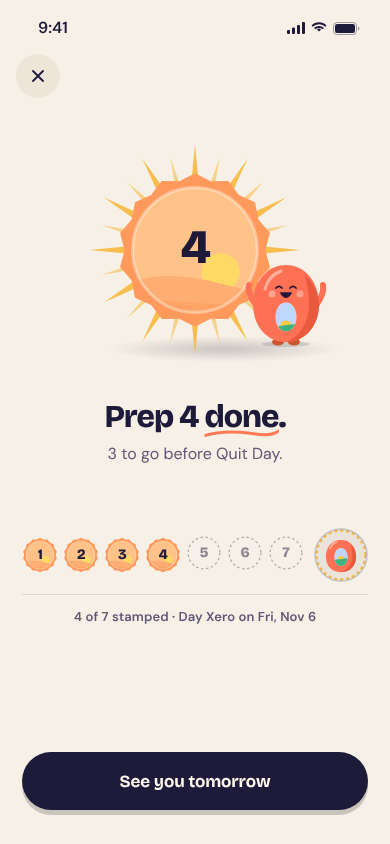 9:41
4
Prep 4 done.
3 to go before Quit Day.
1 2 3 4 5 6 7
4 of 7 stamped · Day Xero on Fri, Nov 6
See you tomorrow